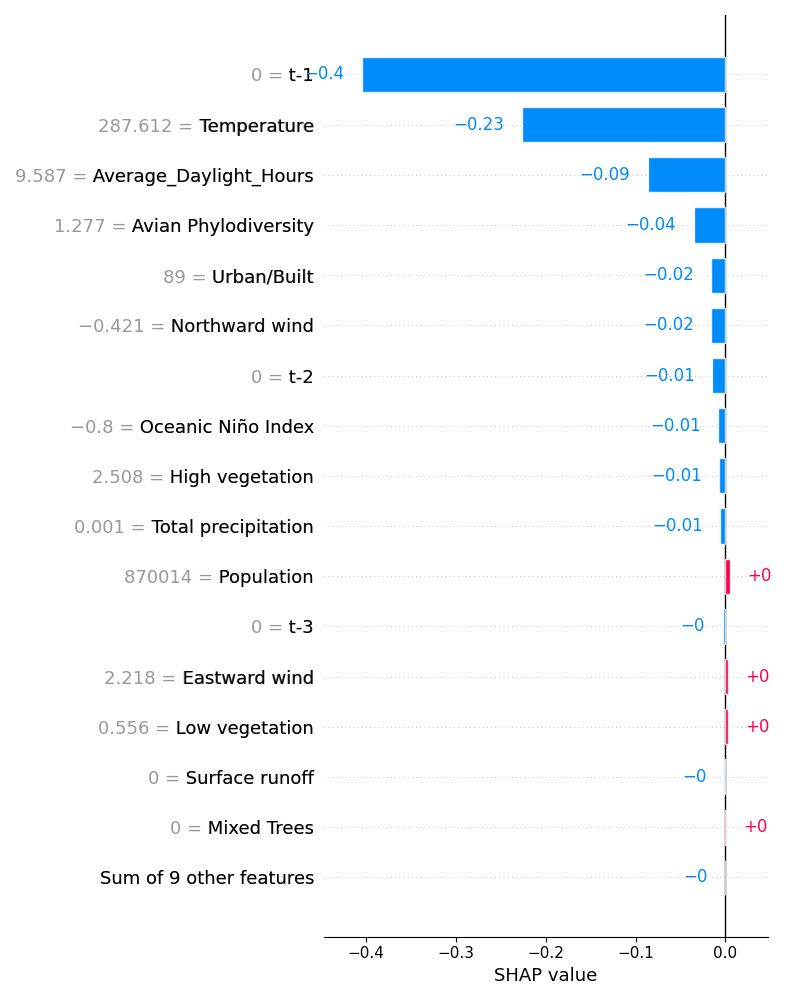 0 = t-1 −0.4
287.612 = Temperature −0.23
9.587 = Average_Daylight_Hours −0.09
1.277 = Avian Phylodiversity −0.04
89 = Urban/Built −0.02
−0.421 = Northward wind −0.02
0 = t-2 −0.01
−0.8 = Oceanic Niño Index −0.01
2.508 = High vegetation −0.01
0.001 = Total precipitation −0.01
870014 = Population +0
0 = t-3 −0
2.218 = Eastward wind +0
0.556 = Low vegetation +0
0 = Surface runoff −0
0 = Mixed Trees +0
Sum of 9 other features −0
−0.4 −0.3 −0.2 −0.1 0.0
SHAP value